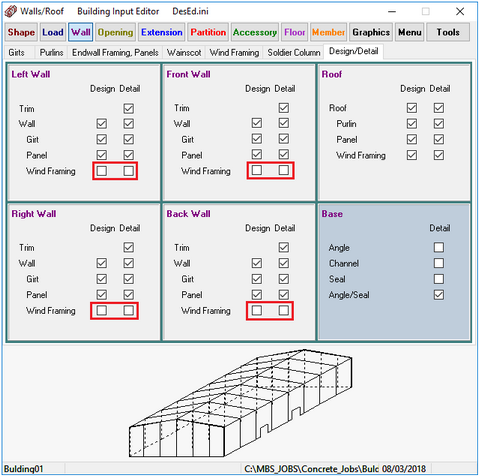 Walls/Roof Building Input Editor DesEd.ini
Shape Load Wall Opening Extension Partition Accessory Floor Member Graphics Menu Tools
Girts Purlins Endwall Framing, Panels Wainscot Wind Framing Soldier Column Design/Detail
Left Wall
Design Detail
Trim
Wall
Girt
Panel
Wind Framing
Front Wall
Design Detail
Trim
Wall
Girt
Panel
Wind Framing
Roof
Design Detail
Roof
Purlin
Panel
Wind Framing
Right Wall
Design Detail
Trim
Wall
Girt
Panel
Wind Framing
Back Wall
Design Detail
Trim
Wall
Girt
Panel
Wind Framing
Base
Detail
Angle
Channel
Seal
Angle/Seal
Bulding01 C:\MBS_JOBS\Concrete_Jobs\Bulc 08/03/2018